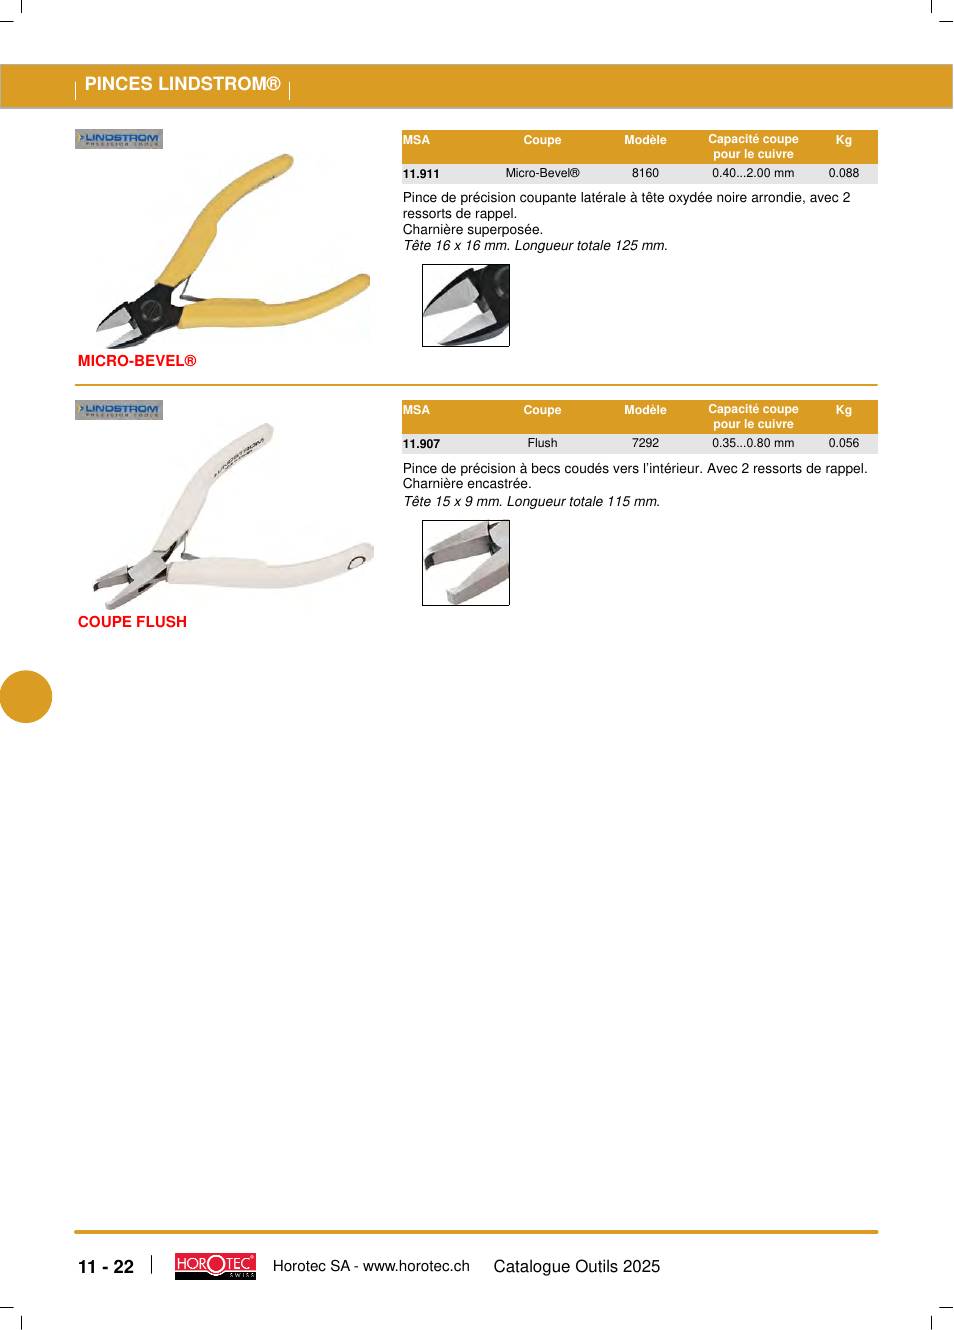 PINCES LINDSTROM®
LINDSTROM
PRECISION TOOLS
MSA Coupe Modèle Capacité coupe pour le cuivre Kg
11.911 Micro-Bevel® 8160 0.40...2.00 mm 0.088
Pince de précision coupante latérale à tête oxydée noire arrondie, avec 2
ressorts de rappel.
Charnière superposée.
Tête 16 x 16 mm. Longueur totale 125 mm.
MICRO-BEVEL®
LINDSTROM
PRECISION TOOLS
MSA Coupe Modèle Capacité coupe pour le cuivre Kg
11.907 Flush 7292 0.35...0.80 mm 0.056
Pince de précision à becs coudés vers l'intérieur. Avec 2 ressorts de rappel.
Charnière encastrée.
Tête 15 x 9 mm. Longueur totale 115 mm.
LINDSTROM
COUPE FLUSH
11 - 22 HOROTEC® SWISS Horotec SA - www.horotec.ch Catalogue Outils 2025